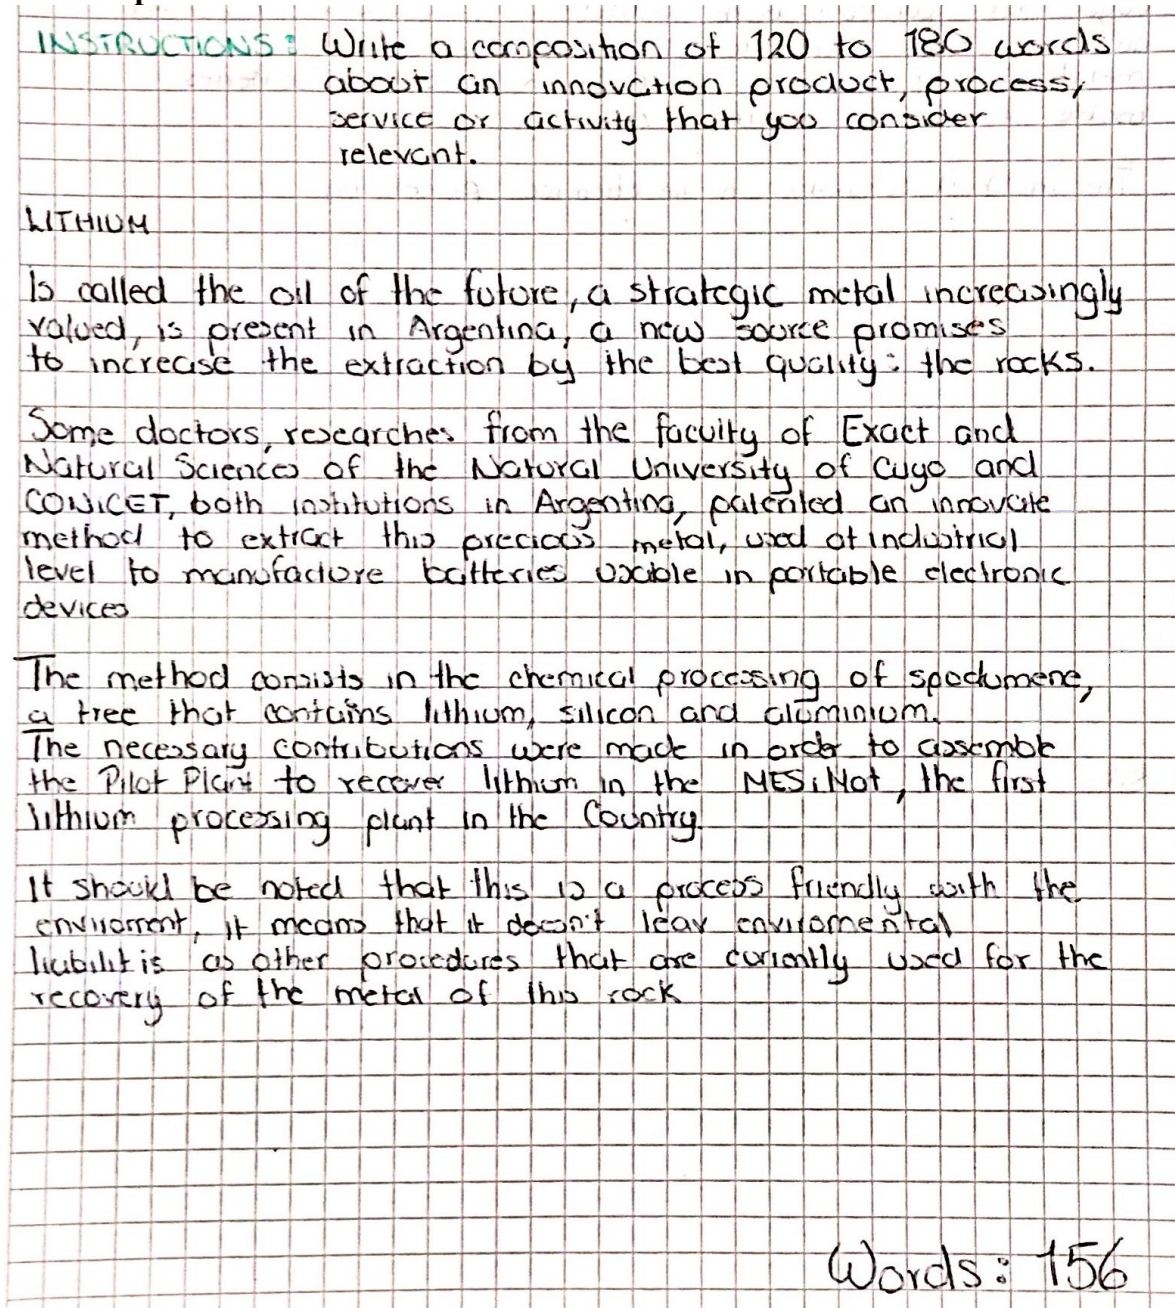 INSTRUCTIONS: Write a composition of 120 to 180 words
about an innovation product, process,
service or activity that you consider
relevant.
LITHIUM
Is called the oil of the future, a strategic metal increasingly
valued, is present in Argentina, a new source promises
to increase the extraction by the best quality: the rocks.
Some doctors, researches from the faculty of Exact and
Natural Sciences of the Natural University of Cuyo and
CONICET, both institutions in Argentina, patented an innovate
method to extract this precious metal, used at industrial
level to manufacture batteries usable in portable electronic
devices
The method consists in the chemical processing of spodumene,
a tree that contains lithium, silicon and aluminium.
The necessary contributions were made in order to assemble
the Pilot Plant to recover lithium in the MESiMat, the first
lithium processing plant in the Country.
It should be noted that this is a process friendly with the
enviroment, it means that it doesn't leav enviromental
liabilitis as other procedures that are curiently used for the
recovery of the metal of this rock
Words: 156